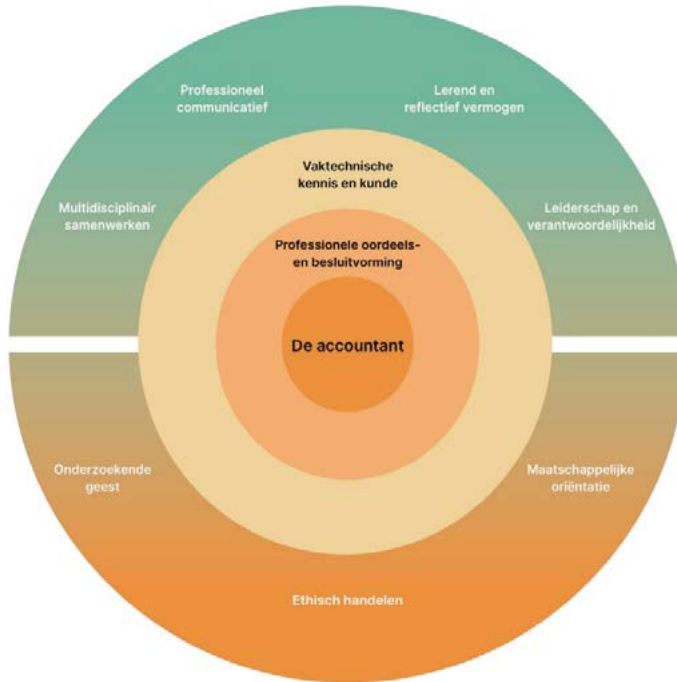 Professioneel
communicatief
Lerend en
reflectief vermogen
Vaktechnische
kennis en kunde
Multidisciplinair
samenwerken
Leiderschap en
verantwoordelijkheid
Professionele oordeels-
en besluitvorming
De accountant
Onderzoekende
geest
Maatschappelijke
oriëntatie
Ethisch handelen